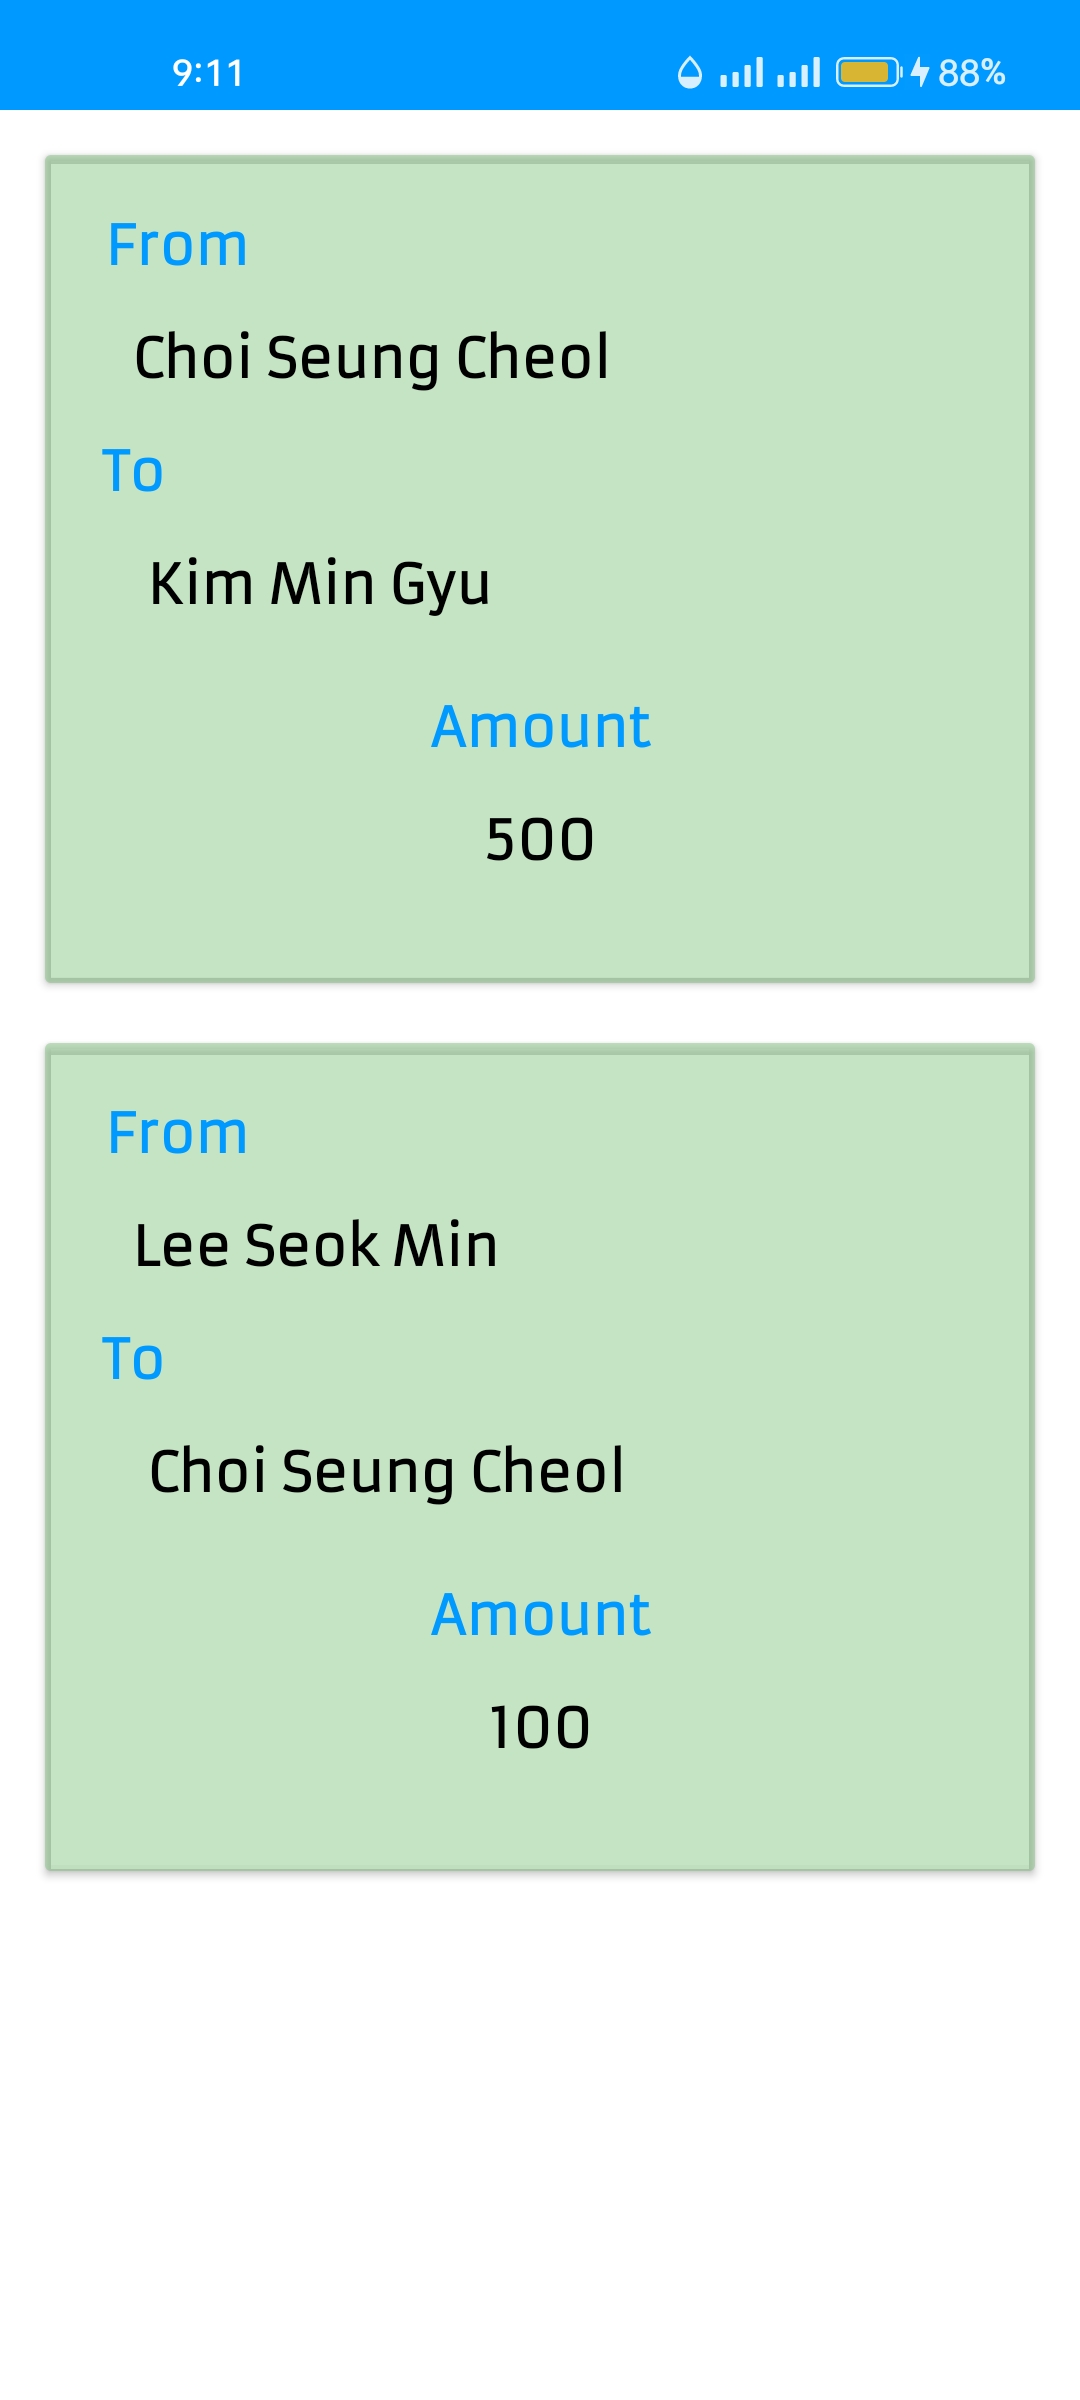 9:11 88%
From
Choi Seung Cheol
To
Kim Min Gyu
Amount
500
From
Lee Seok Min
To
Choi Seung Cheol
Amount
100